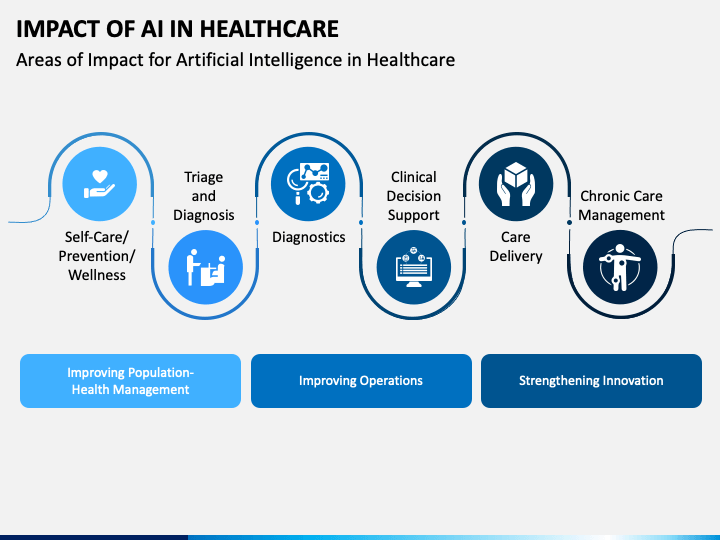 IMPACT OF AI IN HEALTHCARE
Areas of Impact for Artificial Intelligence in Healthcare
Self-Care/
Prevention/
Wellness
Triage
and
Diagnosis
Diagnostics
Clinical
Decision
Support
Care
Delivery
Chronic Care
Management
Improving Population-
Health Management
Improving Operations
Strengthening Innovation